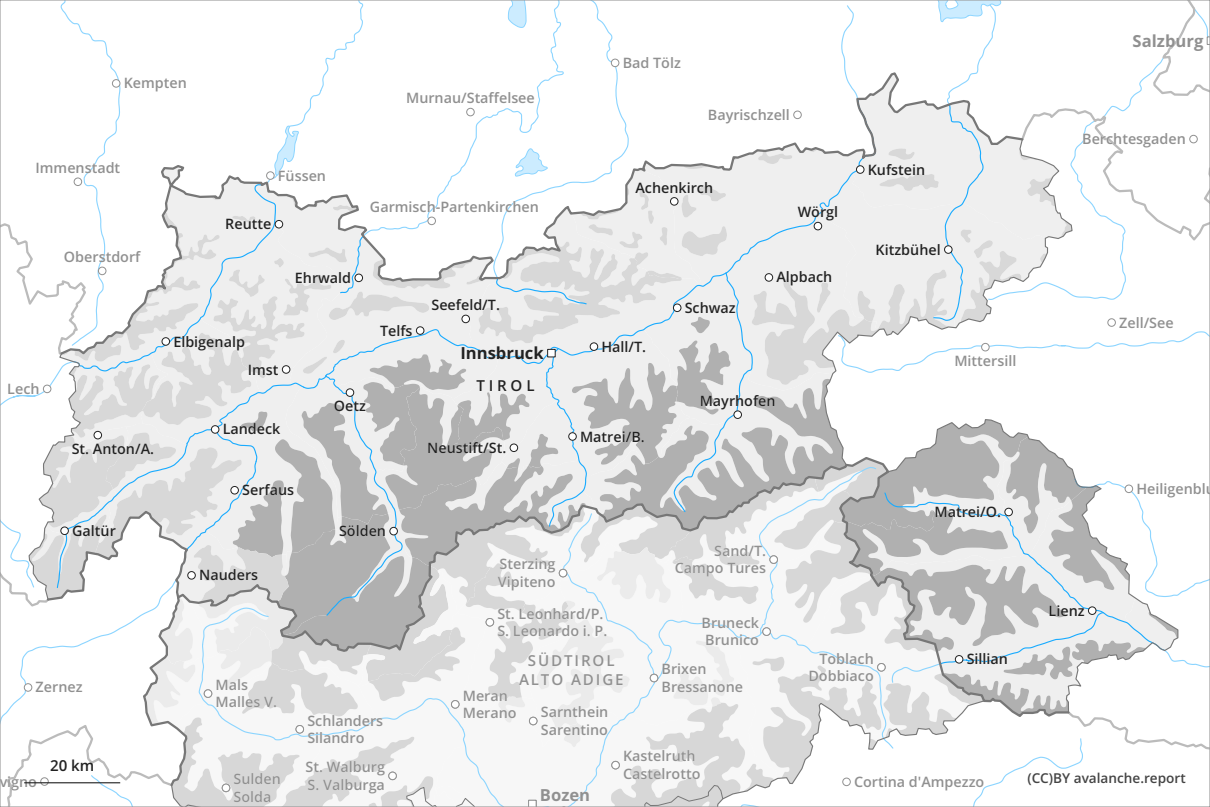 Salzburg
Bad Tölz
Kempten
Murnau/Staffelsee
Bayrischzell
Berchtesgaden
Immenstadt
Füssen
Kufstein
Achenkirch
Garmisch-Partenkirchen
Wörgl
Reutte
Kitzbühel
Oberstdorf
Ehrwald
Alpbach
Seefeld/T.
Schwaz
Telfs
Zell/See
Elbigenalp
Hall/T.
Innsbruck
Mittersill
Imst
TIROL
Lech
Oetz
Mayrhofen
Landeck
Matrei/B.
St. Anton/A.
Neustift/St.
Serfaus
Heiligenblu
Matrei/O.
Galtür
Sölden
Sand/T.
Campo Tures
Sterzing
Vipiteno
Nauders
Lienz
St. Leonhard/P.
S. Leonardo i. P.
Bruneck
Brunico
Sillian
SÜDTIROL
ALTO ADIGE
Toblach
Dobbiaco
Brixen
Bressanone
Zernez
Mals
Malles V.
Meran
Merano
Sarnthein
Sarentino
Schlanders
Silandro
Kastelruth
Castelrotto
St. Walburg
S. Valburga
20 km
vigno
Sulden
Solda
Cortina d'Ampezzo
(CC)BY avalanche.report
Bozen